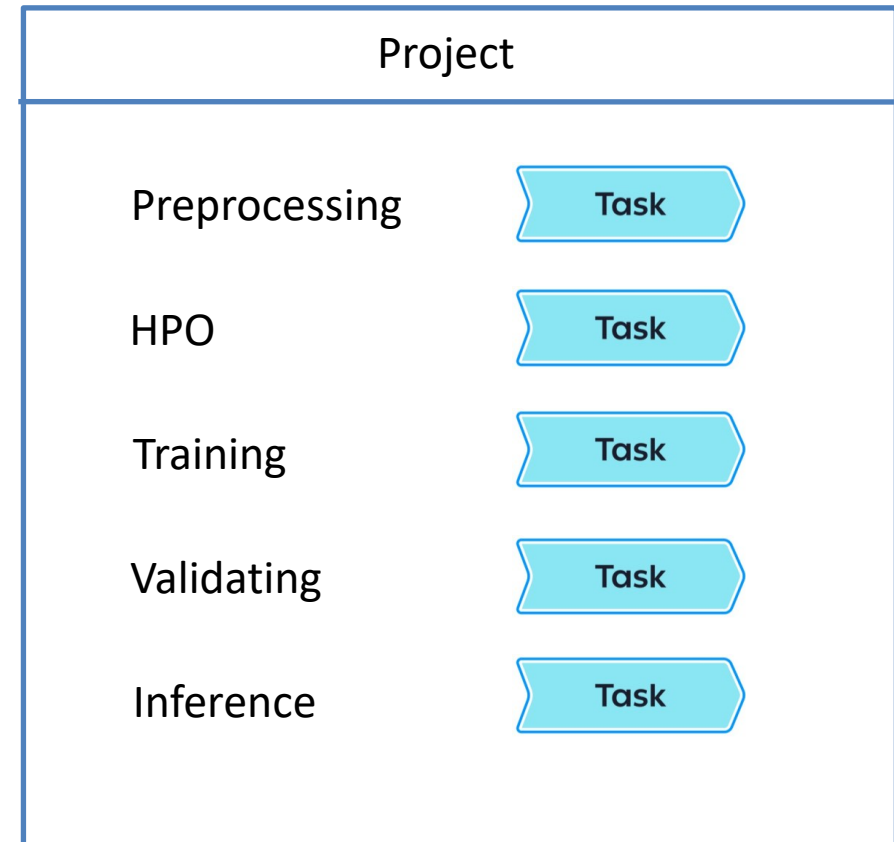 Project
Preprocessing Task
HPO Task
Training Task
Validating Task
Inference Task